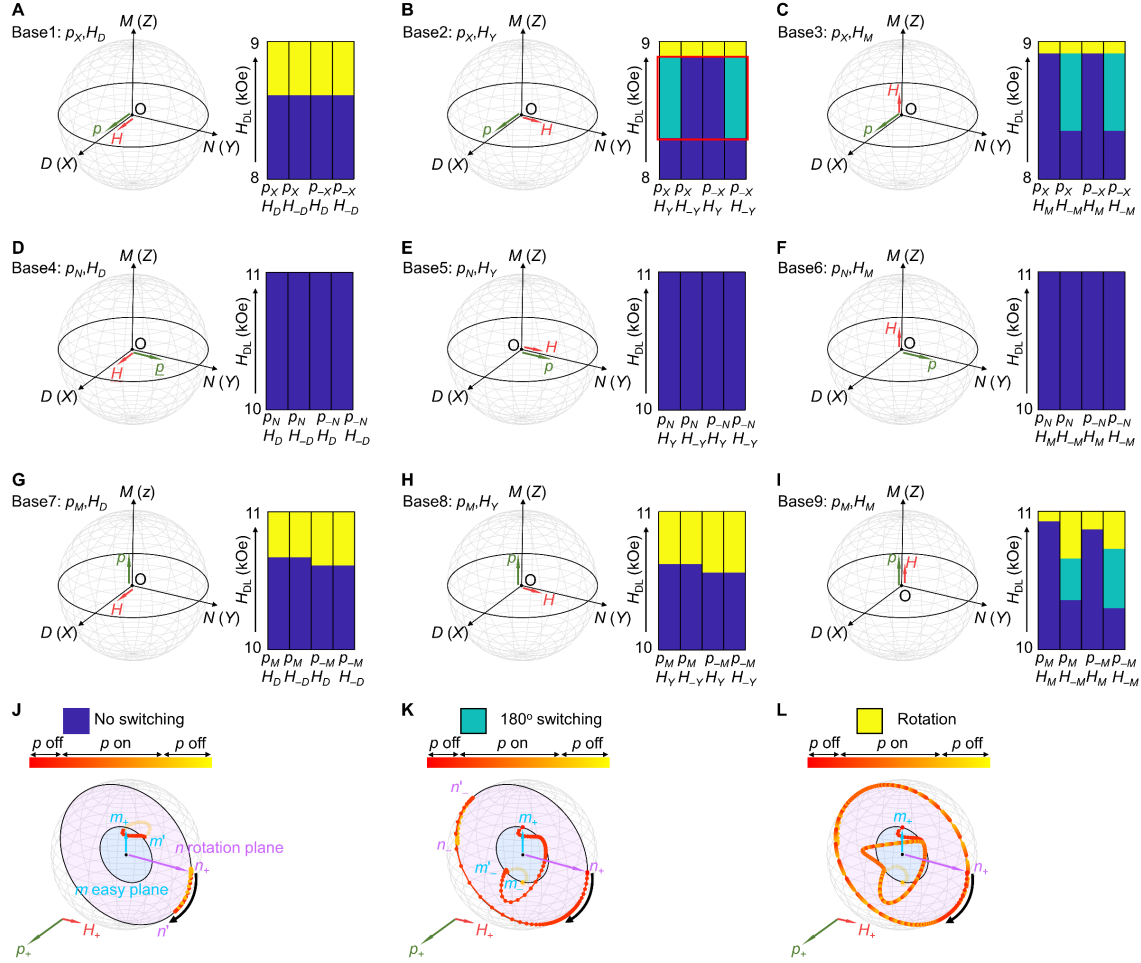 A
Base1: pX,HD
M (Z)
O
p
H
D (X)
N (Y)
9
HDL (kOe)
8
pX pX p–X p–X
HD H–D HD H–D
B
Base2: pX,HY
M (Z)
O
p
H
D (X)
N (Y)
9
HDL (kOe)
8
pX pX p–X p–X
HY H–Y HY H–Y
C
Base3: pX,HM
M (Z)
H
O
p
D (X)
N (Y)
9
HDL (kOe)
8
pX pX p–X p–X
HM H–M HM H–M
D
Base4: pN,HD
M (Z)
O
H
p
D (X)
N (Y)
11
HDL (kOe)
10
pN pN p–N p–N
HD H–D HD H–D
E
Base5: pN,HY
M (Z)
O
H
p
D (X)
N (Y)
11
HDL (kOe)
10
pN pN p–N p–N
HY H–Y HY H–Y
F
Base6: pN,HM
M (Z)
H
O
p
D (X)
N (Y)
11
HDL (kOe)
10
pN pN p–N p–N
HM H–M HM H–M
G
Base7: pM,HD
M (z)
p
O
H
D (X)
N (Y)
11
HDL (kOe)
10
pM pM p–M p–M
HD H–D HD H–D
H
Base8: pM,HY
M (Z)
p
O
H
D (X)
N (Y)
11
HDL (kOe)
10
pM pM p–M p–M
HY H–Y HY H–Y
I
Base9: pM,HM
M (Z)
p
H
O
D (X)
N (Y)
11
HDL (kOe)
10
pM pM p–M p–M
HM H–M HM H–M
J
No switching
p off p on p off
m+
m'
n rotation plane
n+
m easy plane
n'
H+
p+
K
180o switching
p off p on p off
n'–
m+
n–
m'–
m–
n+
H+
p+
L
Rotation
p off p on p off
m+
n+
H+
p+